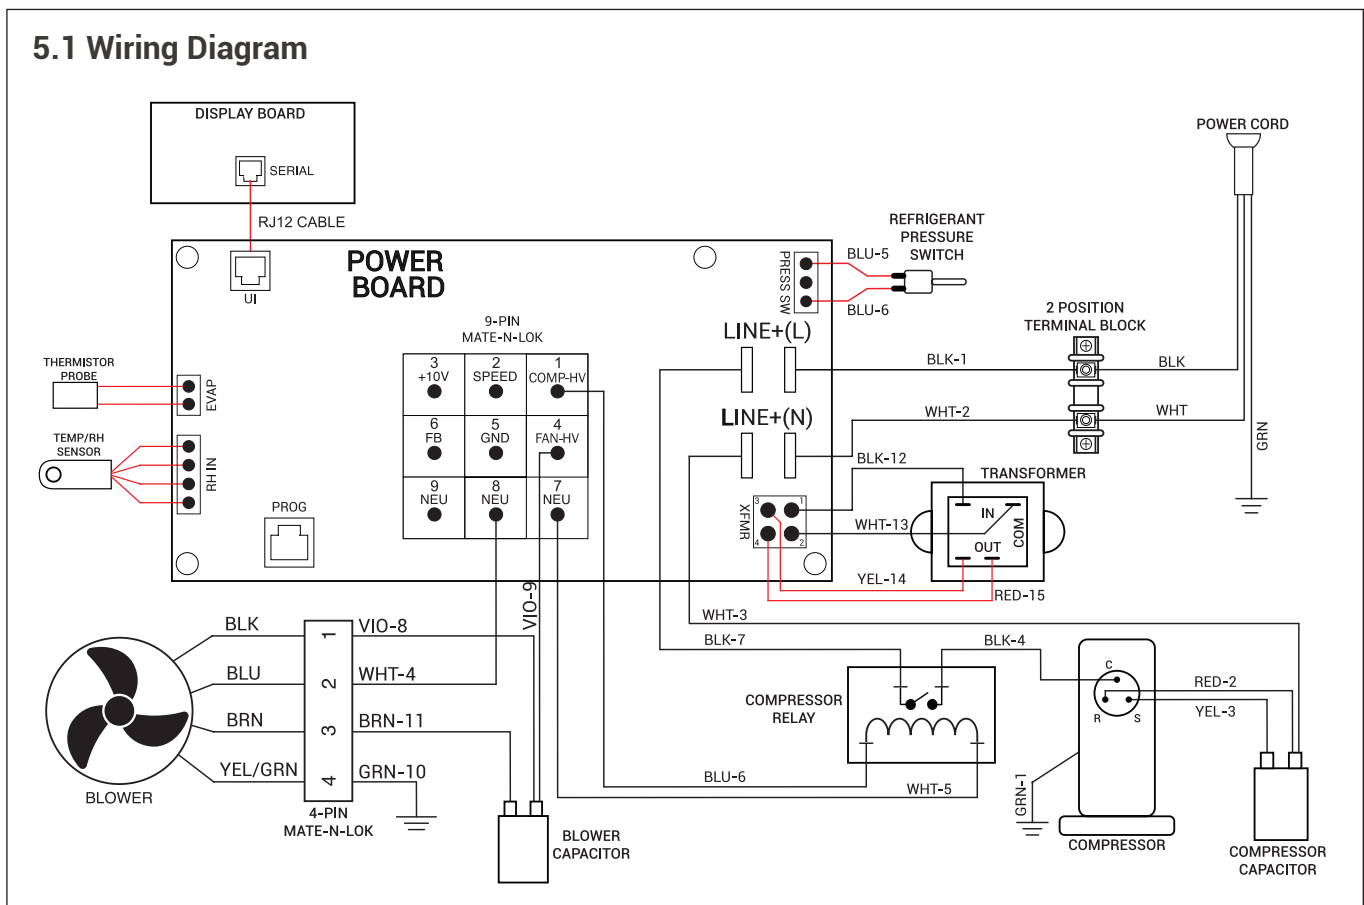 5.1 Wiring Diagram
DISPLAY BOARD
SERIAL
RJ12 CABLE
UI
POWER
BOARD
PRESS SW
BLU-5
BLU-6
REFRIGERANT
PRESSURE
SWITCH
POWER CORD
2 POSITION
TERMINAL BLOCK
LINE+(L)
BLK-1
BLK
LINE+(N)
WHT-2
WHT
GRN
9-PIN
MATE-N-LOK
3
+10V
2
SPEED
1
COMP-HV
6
FB
5
GND
4
FAN-HV
9
NEU
8
NEU
7
NEU
THERMISTOR
PROBE
EVAP
TEMP/RH
SENSOR
RH IN
PROG
XFMR
3
1
4
2
BLK-12
WHT-13
YEL-14
RED-15
TRANSFORMER
IN
COM
OUT
VIO-9
WHT-3
BLK-7
BLK-4
COMPRESSOR
RELAY
BLU-6
WHT-5
C
R
S
RED-2
YEL-3
GRN-1
COMPRESSOR
COMPRESSOR
CAPACITOR
BLK
1
VIO-8
BLU
2
WHT-4
BRN
3
BRN-11
YEL/GRN
4
GRN-10
BLOWER
4-PIN
MATE-N-LOK
BLOWER
CAPACITOR